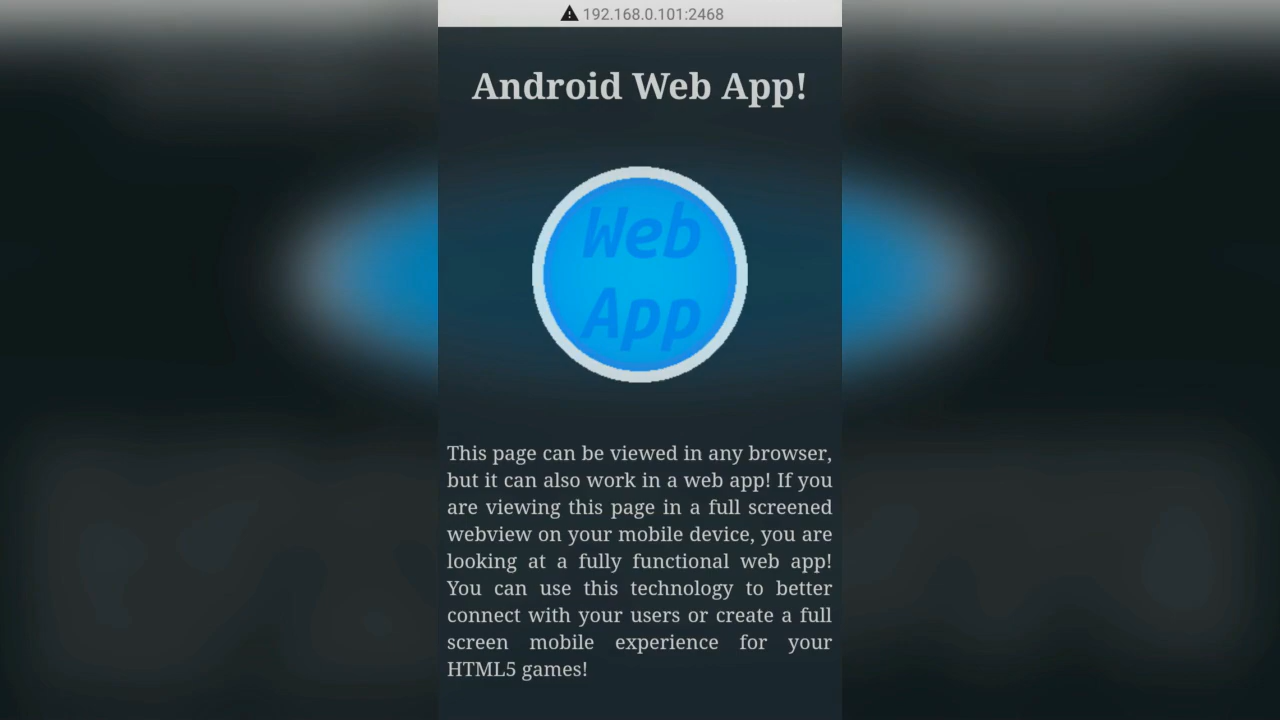 192.168.0.101:2468
Android Web App!
Web
App
This page can be viewed in any browser,
but it can also work in a web app! If you
are viewing this page in a full screened
webview on your mobile device, you are
looking at a fully functional web app!
You can use this technology to better
connect with your users or create a full
screen mobile experience for your
HTML5 games!